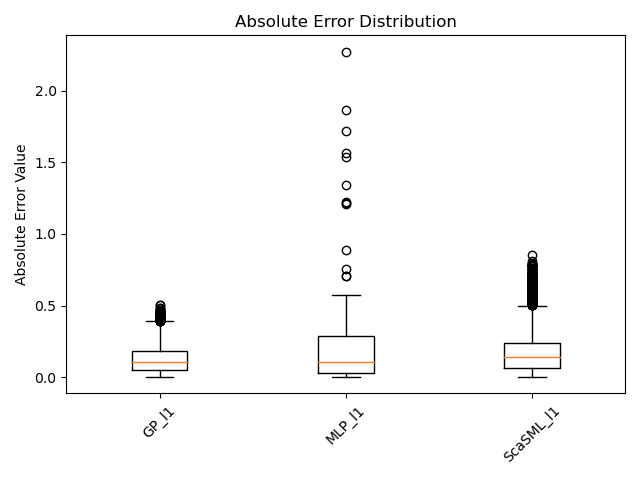 Absolute Error Distribution
Absolute Error Value
2.0
1.5
1.0
0.5
0.0
GP_l1
MLP_l1
ScaSML_l1